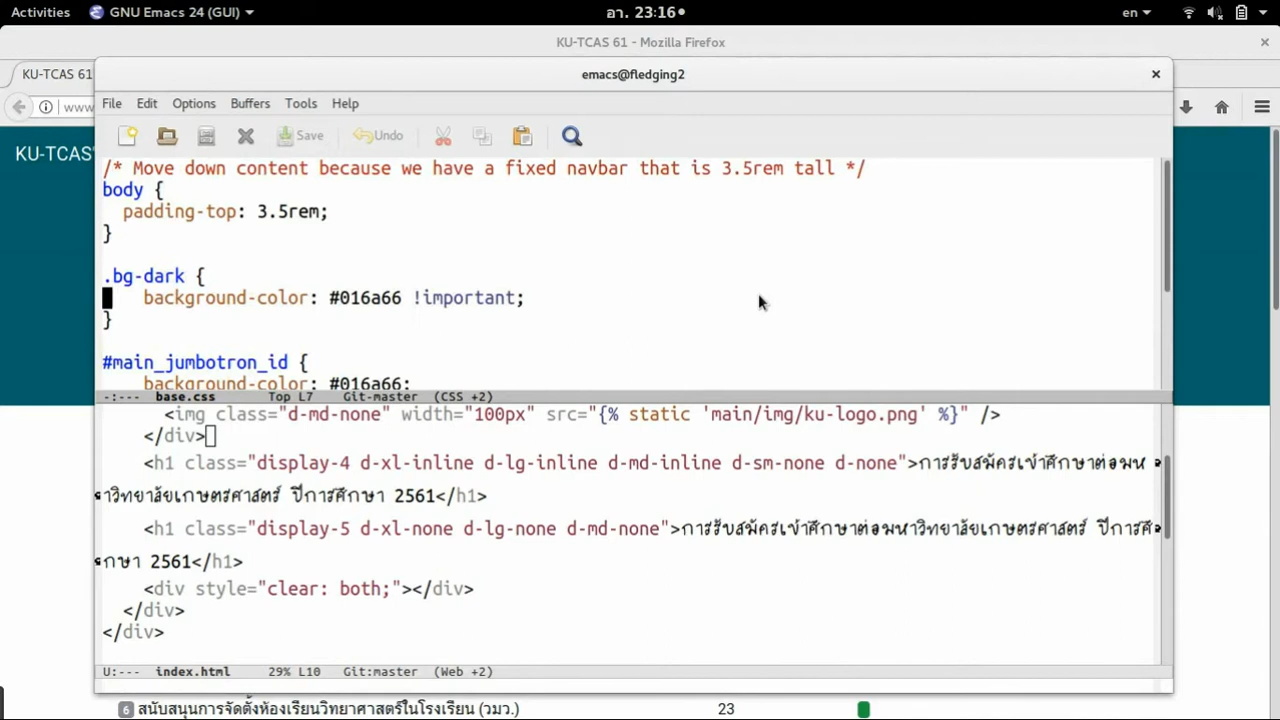 Activities GNU Emacs 24 (GUI) อา. 23:16 en
KU-TCAS 61 - Mozilla Firefox
KU-TCAS 61
emacs@fledging2
www
File Edit Options Buffers Tools Help
Save Undo
KU-TCAS
/* Move down content because we have a fixed navbar that is 3.5rem tall */
body {
padding-top: 3.5rem;
}
.bg-dark {
background-color: #016a66 !important;
}
#main_jumbotron_id {
background-color: #016a66;
-:--- base.css Top L7 Git-master (CSS +2)
<img class="d-md-none" width="100px" src="{% static 'main/img/ku-logo.png' %}" />
</div>
<h1 class="display-4 d-xl-inline d-lg-inline d-md-inline d-sm-none d-none">การรับสมัครเข้าศึกษาต่อมห
าวิทยาลัยเกษตรศาสตร์ ปีการศึกษา 2561</h1>
<h1 class="display-5 d-xl-none d-lg-none d-md-none">การรับสมัครเข้าศึกษาต่อมหาวิทยาลัยเกษตรศาสตร์ ปีการศึ
กษา 2561</h1>
<div style="clear: both;"></div>
</div>
</div>
U:--- index.html 29% L10 Git:master (Web +2)
6 สนับสนุนการจัดตั้งห้องเรียนวิทยาศาสตร์ในโรงเรียน (วมว.) 23